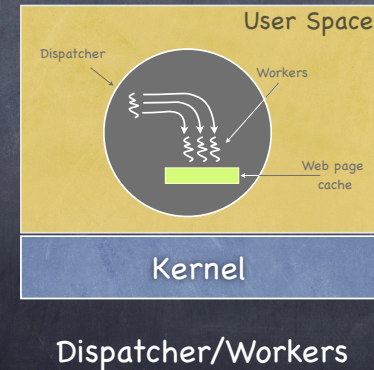 User Space
Dispatcher
Workers
Web page
cache
Kernel
Dispatcher/Workers